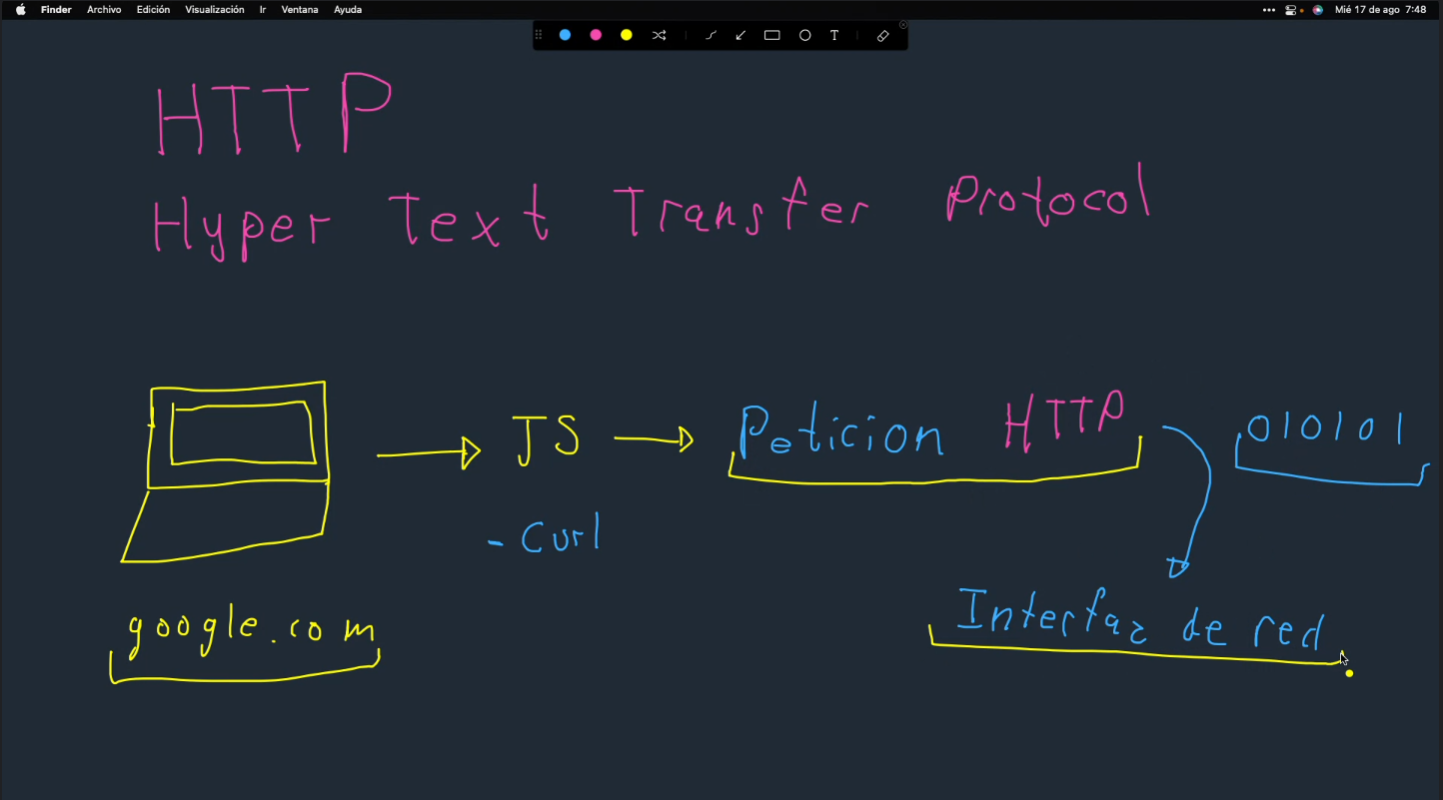 Finder Archivo Edición Visualización Ir Ventana Ayuda
Mié 17 de ago 7:48
T
HTTP
Hyper Text Transfer Protocol
JS
Peticion HTTP
010101
- Curl
Interfaz de red
google.com